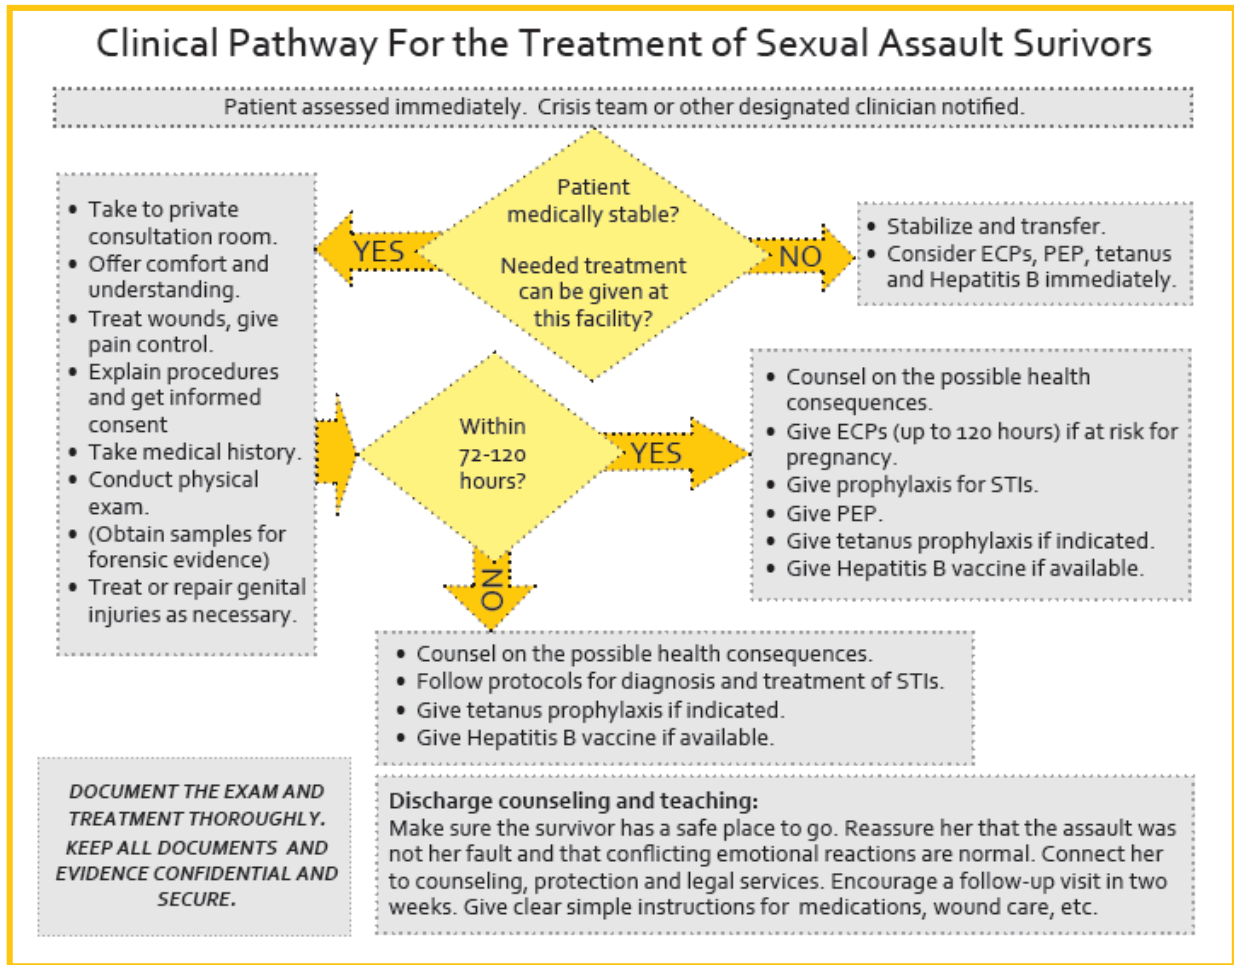 Clinical Pathway For the Treatment of Sexual Assault Surivors
Patient assessed immediately. Crisis team or other designated clinician notified.
Patient
medically stable?
Needed treatment
can be given at
this facility?
YES
NO
• Take to private
consultation room.
• Offer comfort and
understanding.
• Treat wounds, give
pain control.
• Explain procedures
and get informed
consent
• Take medical history.
• Conduct physical
exam.
• (Obtain samples for
forensic evidence)
• Treat or repair genital
injuries as necessary.
• Stabilize and transfer.
• Consider ECPs, PEP, tetanus
and Hepatitis B immediately.
Within
72-120
hours?
YES
• Counsel on the possible health
consequences.
• Give ECPs (up to 120 hours) if at risk for
pregnancy.
• Give prophylaxis for STIs.
• Give PEP.
• Give tetanus prophylaxis if indicated.
• Give Hepatitis B vaccine if available.
NO
• Counsel on the possible health consequences.
• Follow protocols for diagnosis and treatment of STIs.
• Give tetanus prophylaxis if indicated.
• Give Hepatitis B vaccine if available.
DOCUMENT THE EXAM AND
TREATMENT THOROUGHLY.
KEEP ALL DOCUMENTS AND
EVIDENCE CONFIDENTIAL AND
SECURE.
Discharge counseling and teaching:
Make sure the survivor has a safe place to go. Reassure her that the assault was
not her fault and that conflicting emotional reactions are normal. Connect her
to counseling, protection and legal services. Encourage a follow-up visit in two
weeks. Give clear simple instructions for medications, wound care, etc.